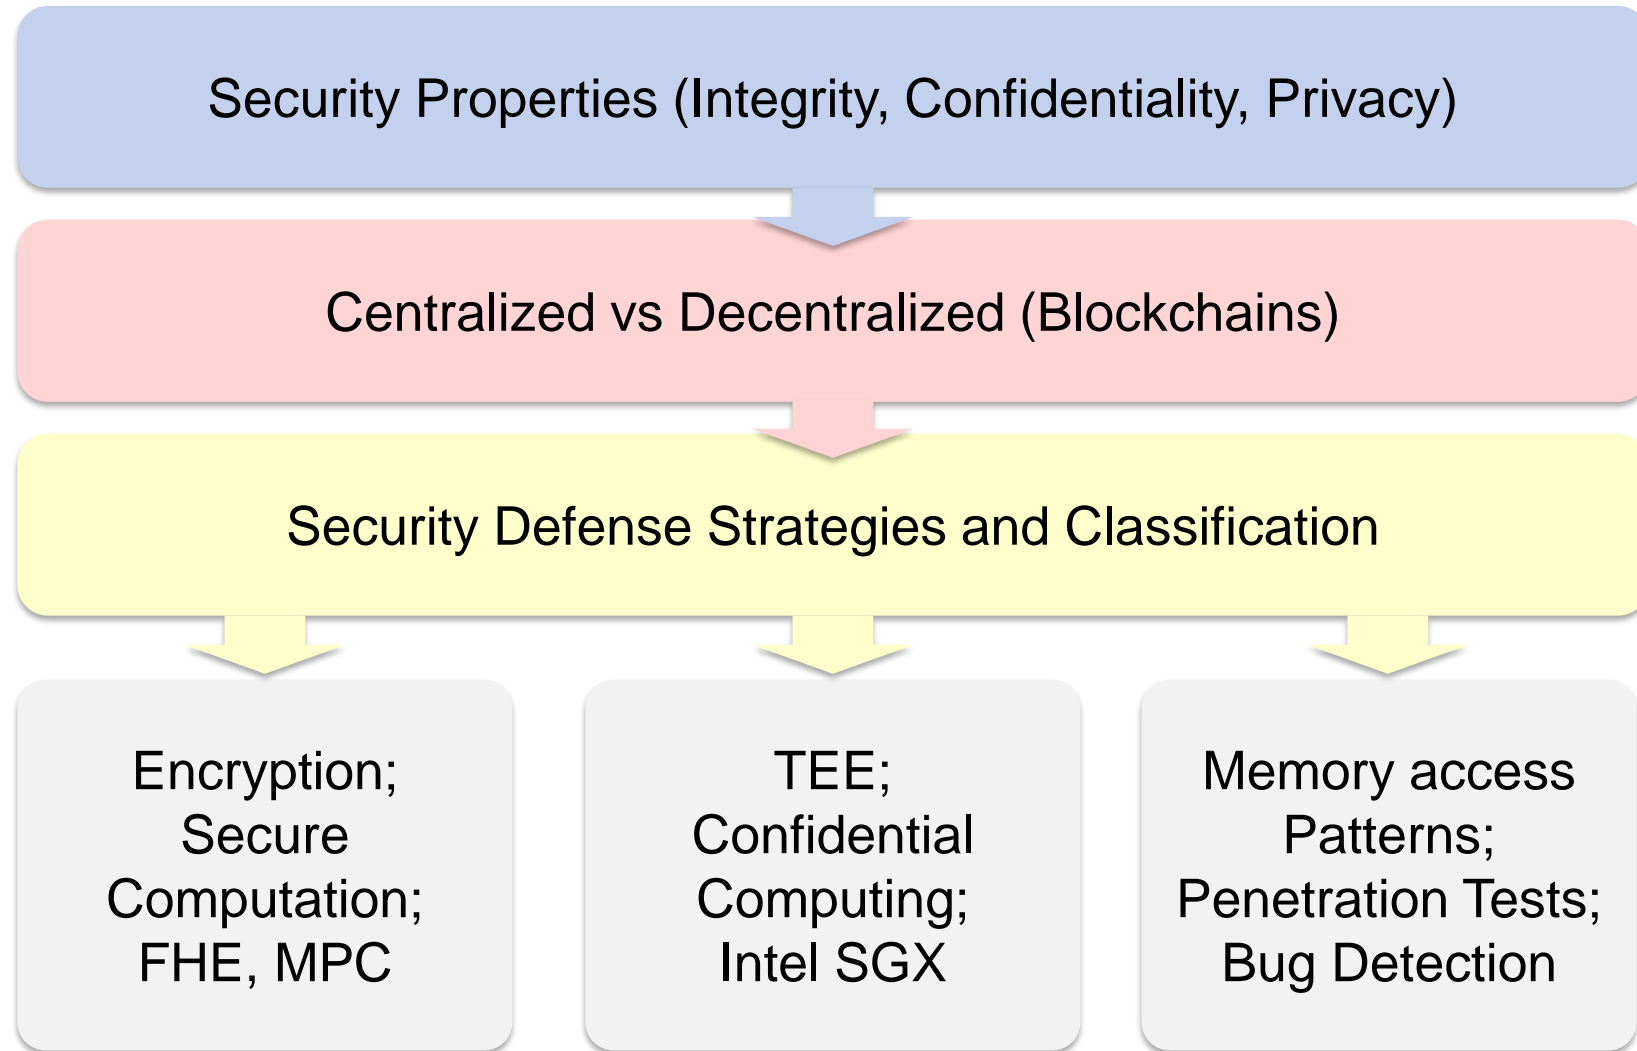 Security Properties (Integrity, Confidentiality, Privacy)
Centralized vs Decentralized (Blockchains)
Security Defense Strategies and Classification
Encryption;
Secure
Computation;
FHE, MPC
TEE;
Confidential
Computing;
Intel SGX
Memory access
Patterns;
Penetration Tests;
Bug Detection